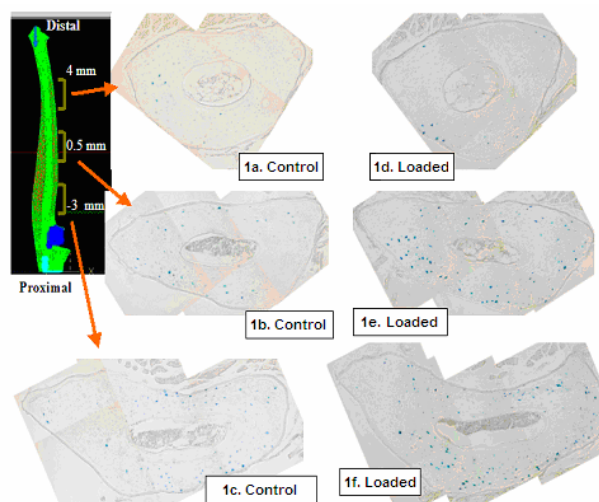 Distal
4 mm
0.5 mm
-3 mm
X
Proximal
1a. Control
1d. Loaded
1b. Control
1e. Loaded
1c. Control
1f. Loaded